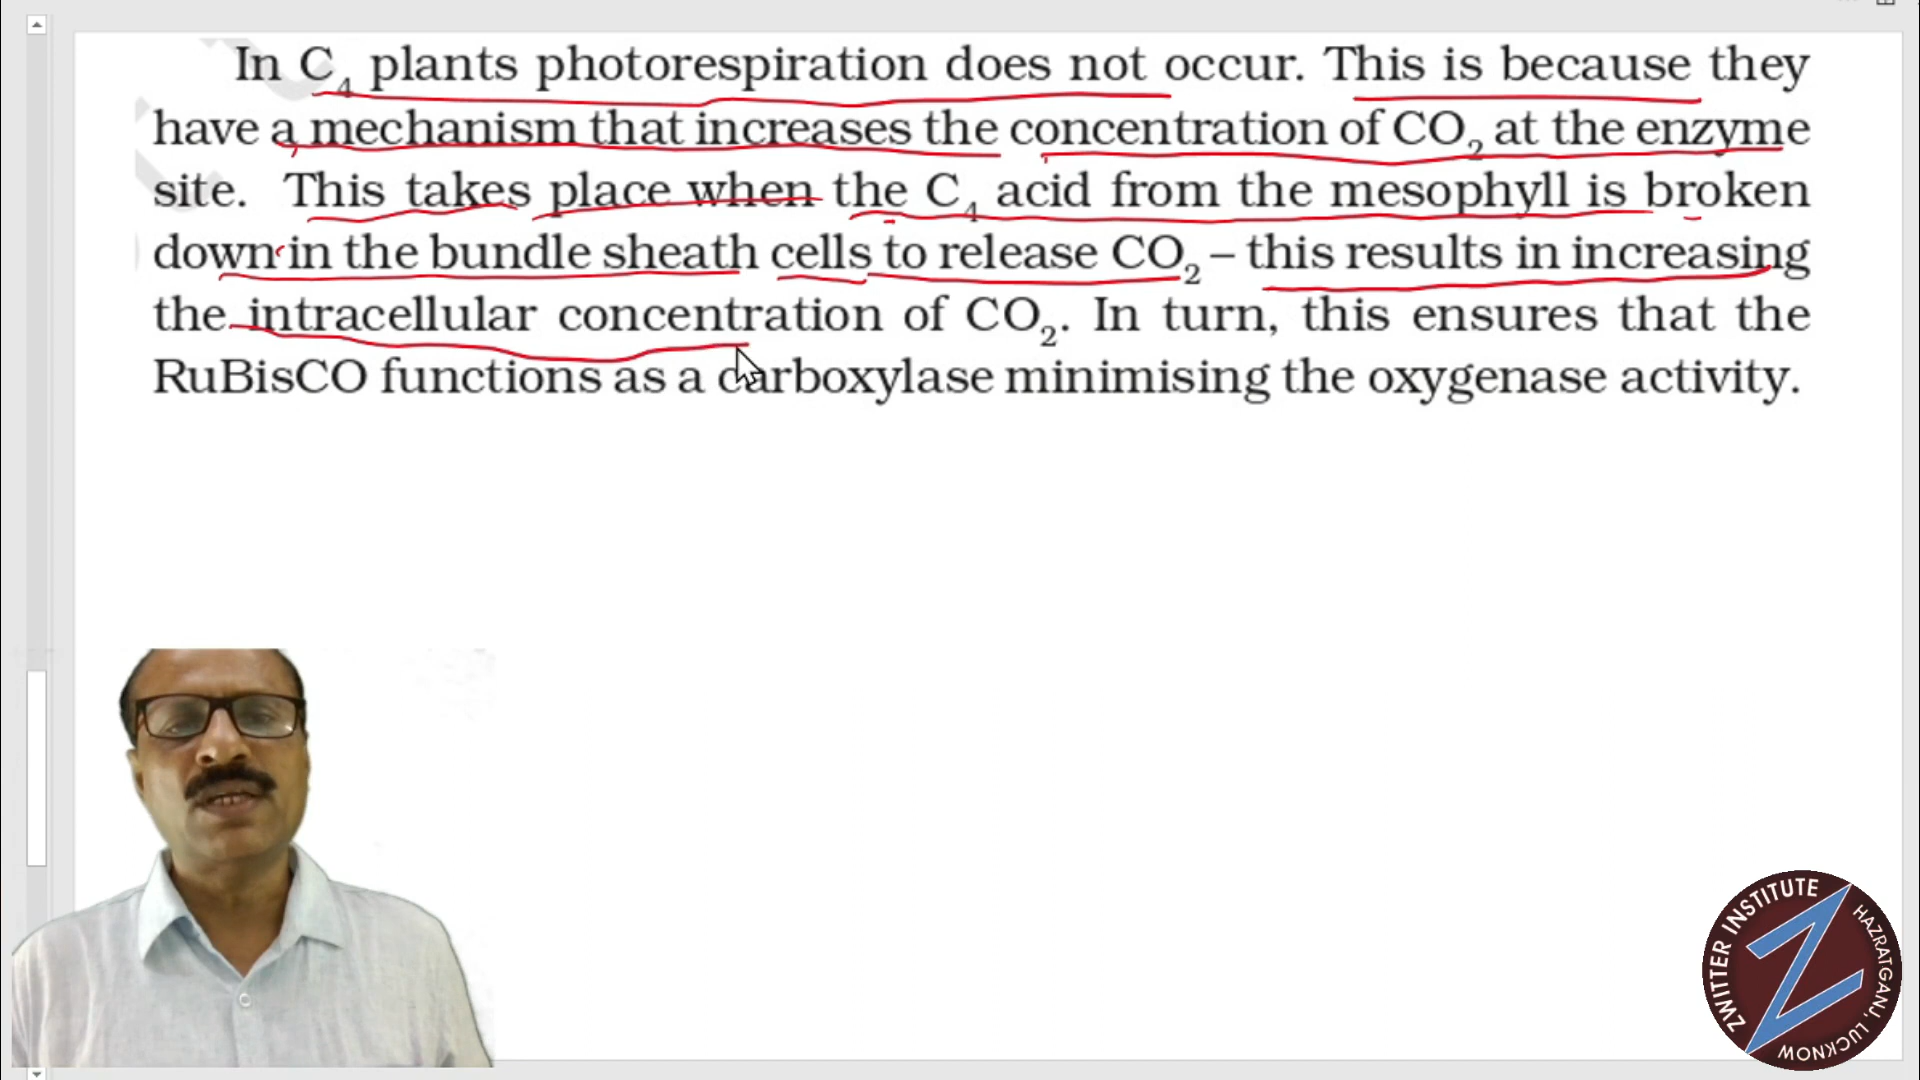 In C₄ plants photorespiration does not occur. This is because they
have a mechanism that increases the concentration of CO₂ at the enzyme
site. This takes place when the C₄ acid from the mesophyll is broken
down in the bundle sheath cells to release CO₂ – this results in increasing
the intracellular concentration of CO₂. In turn, this ensures that the
RuBisCO functions as a carboxylase minimising the oxygenase activity.
ZWITTER INSTITUTE
HAZRATGANJ, LUCKNOW